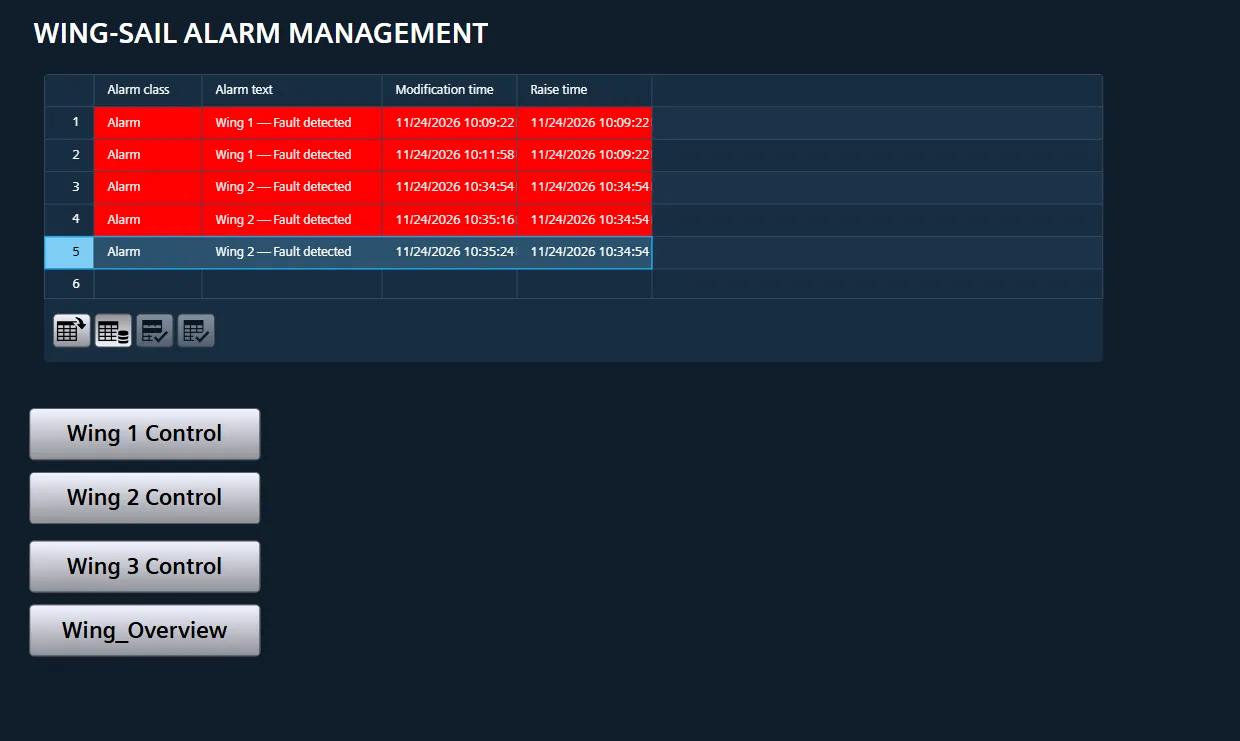 WING-SAIL ALARM MANAGEMENT
Alarm class Alarm text Modification time Raise time
1 Alarm Wing 1 — Fault detected 11/24/2026 10:09:22 11/24/2026 10:09:22
2 Alarm Wing 1 — Fault detected 11/24/2026 10:11:58 11/24/2026 10:09:22
3 Alarm Wing 2 — Fault detected 11/24/2026 10:34:54 11/24/2026 10:34:54
4 Alarm Wing 2 — Fault detected 11/24/2026 10:35:16 11/24/2026 10:34:54
5 Alarm Wing 2 — Fault detected 11/24/2026 10:35:24 11/24/2026 10:34:54
6
Wing 1 Control
Wing 2 Control
Wing 3 Control
Wing_Overview